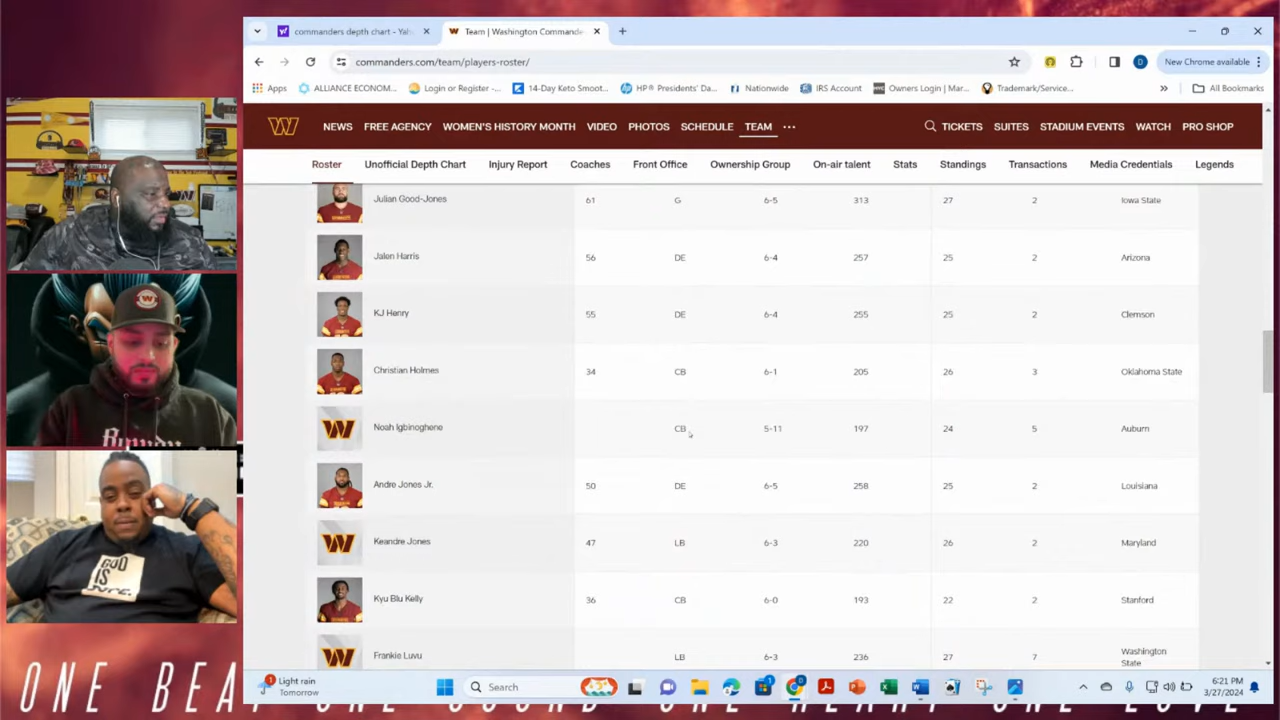 commanders depth chart - Yah
Team | Washington Commande
commanders.com/team/players-roster/
New Chrome available
Apps
ALLIANCE ECONOM...
Login or Register -...
14-Day Keto Smoot...
HP® Presidents' Da...
Nationwide
IRS Account
Owners Login | Mar...
Trademark/Service...
All Bookmarks
NEWS FREE AGENCY WOMEN'S HISTORY MONTH VIDEO PHOTOS SCHEDULE TEAM TICKETS SUITES STADIUM EVENTS WATCH PRO SHOP
Roster Unofficial Depth Chart Injury Report Coaches Front Office Ownership Group On-air talent Stats Standings Transactions Media Credentials Legends
Julian Good-Jones 61 G 6-5 313 27 2 Iowa State
Jalen Harris 56 DE 6-4 257 25 2 Arizona
KJ Henry 55 DE 6-4 255 25 2 Clemson
Christian Holmes 34 CB 6-1 205 26 3 Oklahoma State
Noah Igbinoghene CB 5-11 197 24 5 Auburn
Andre Jones Jr. 50 DE 6-5 258 25 2 Louisiana
Keandre Jones 47 LB 6-3 220 26 2 Maryland
Kyu Blu Kelly 36 CB 6-0 193 22 2 Stanford
Frankie Luvu LB 6-3 236 27 7 Washington State
GOD IS
Light rain
Tomorrow
Search
6:21 PM
3/27/2024
ONE BEA